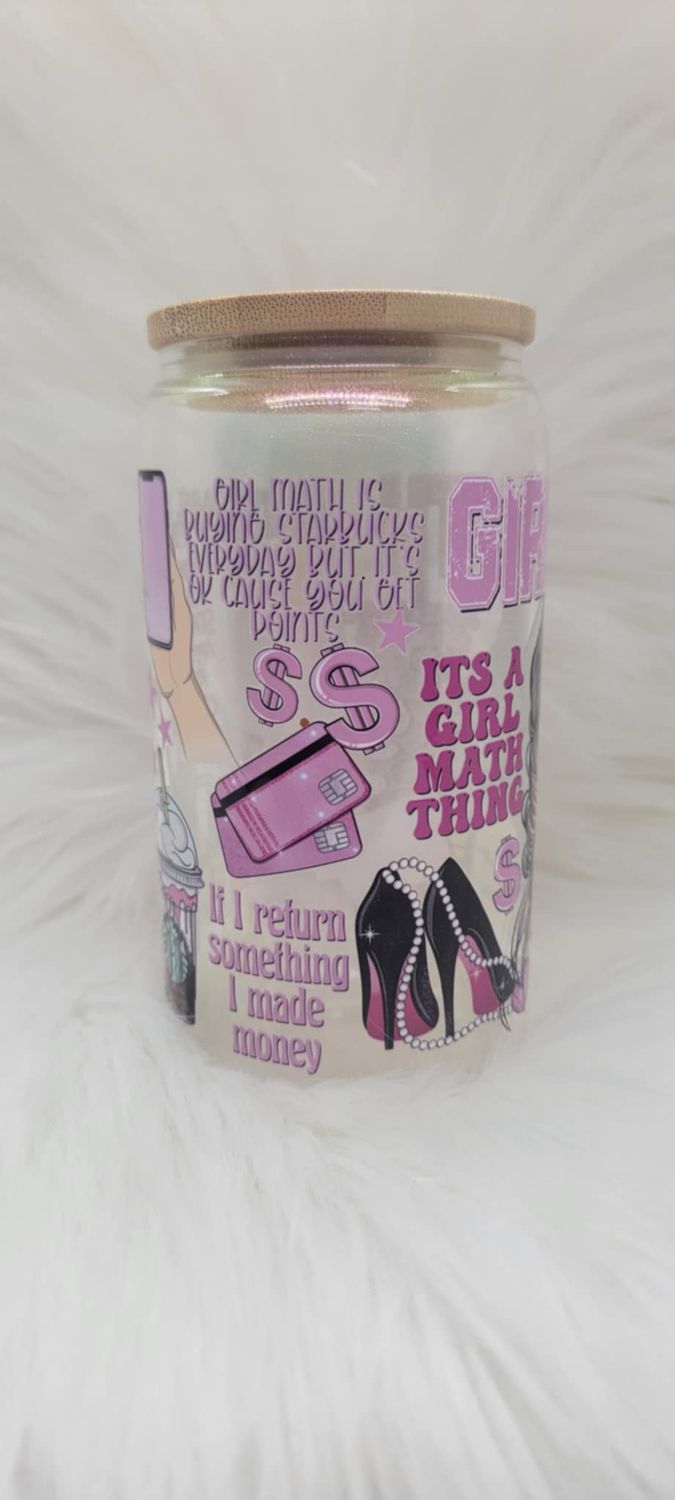 GIRL MATH IS
BUYING STARBUCKS
EVERYDAY BUT IT'S
OK CAUSE YOU GET
POINTS
GIR
$ $
ITS A
GIRL
MATH
THING
$
If I return
something
I made
money